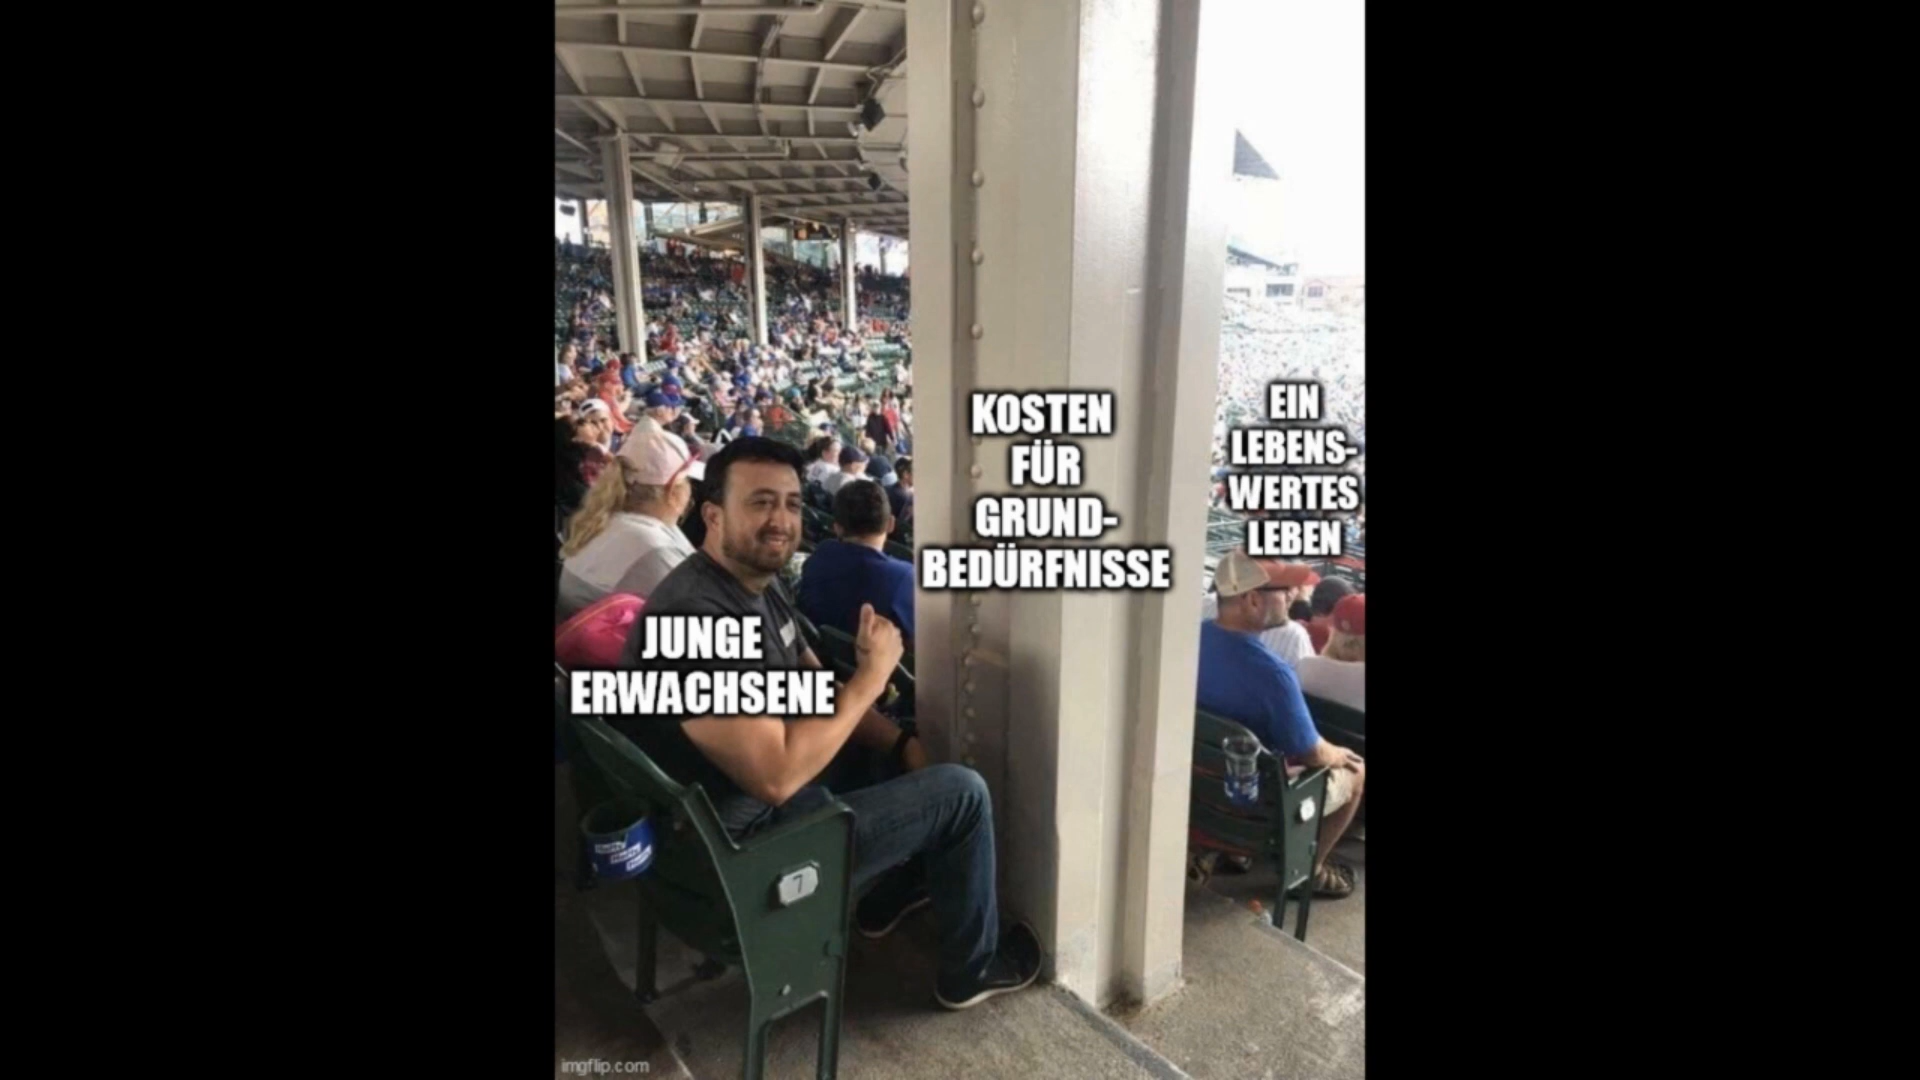 KOSTEN
FÜR
GRUND-
BEDÜRFNISSE
EIN
LEBENS-
WERTES
LEBEN
JUNGE
ERWACHSENE
7
imgflip.com